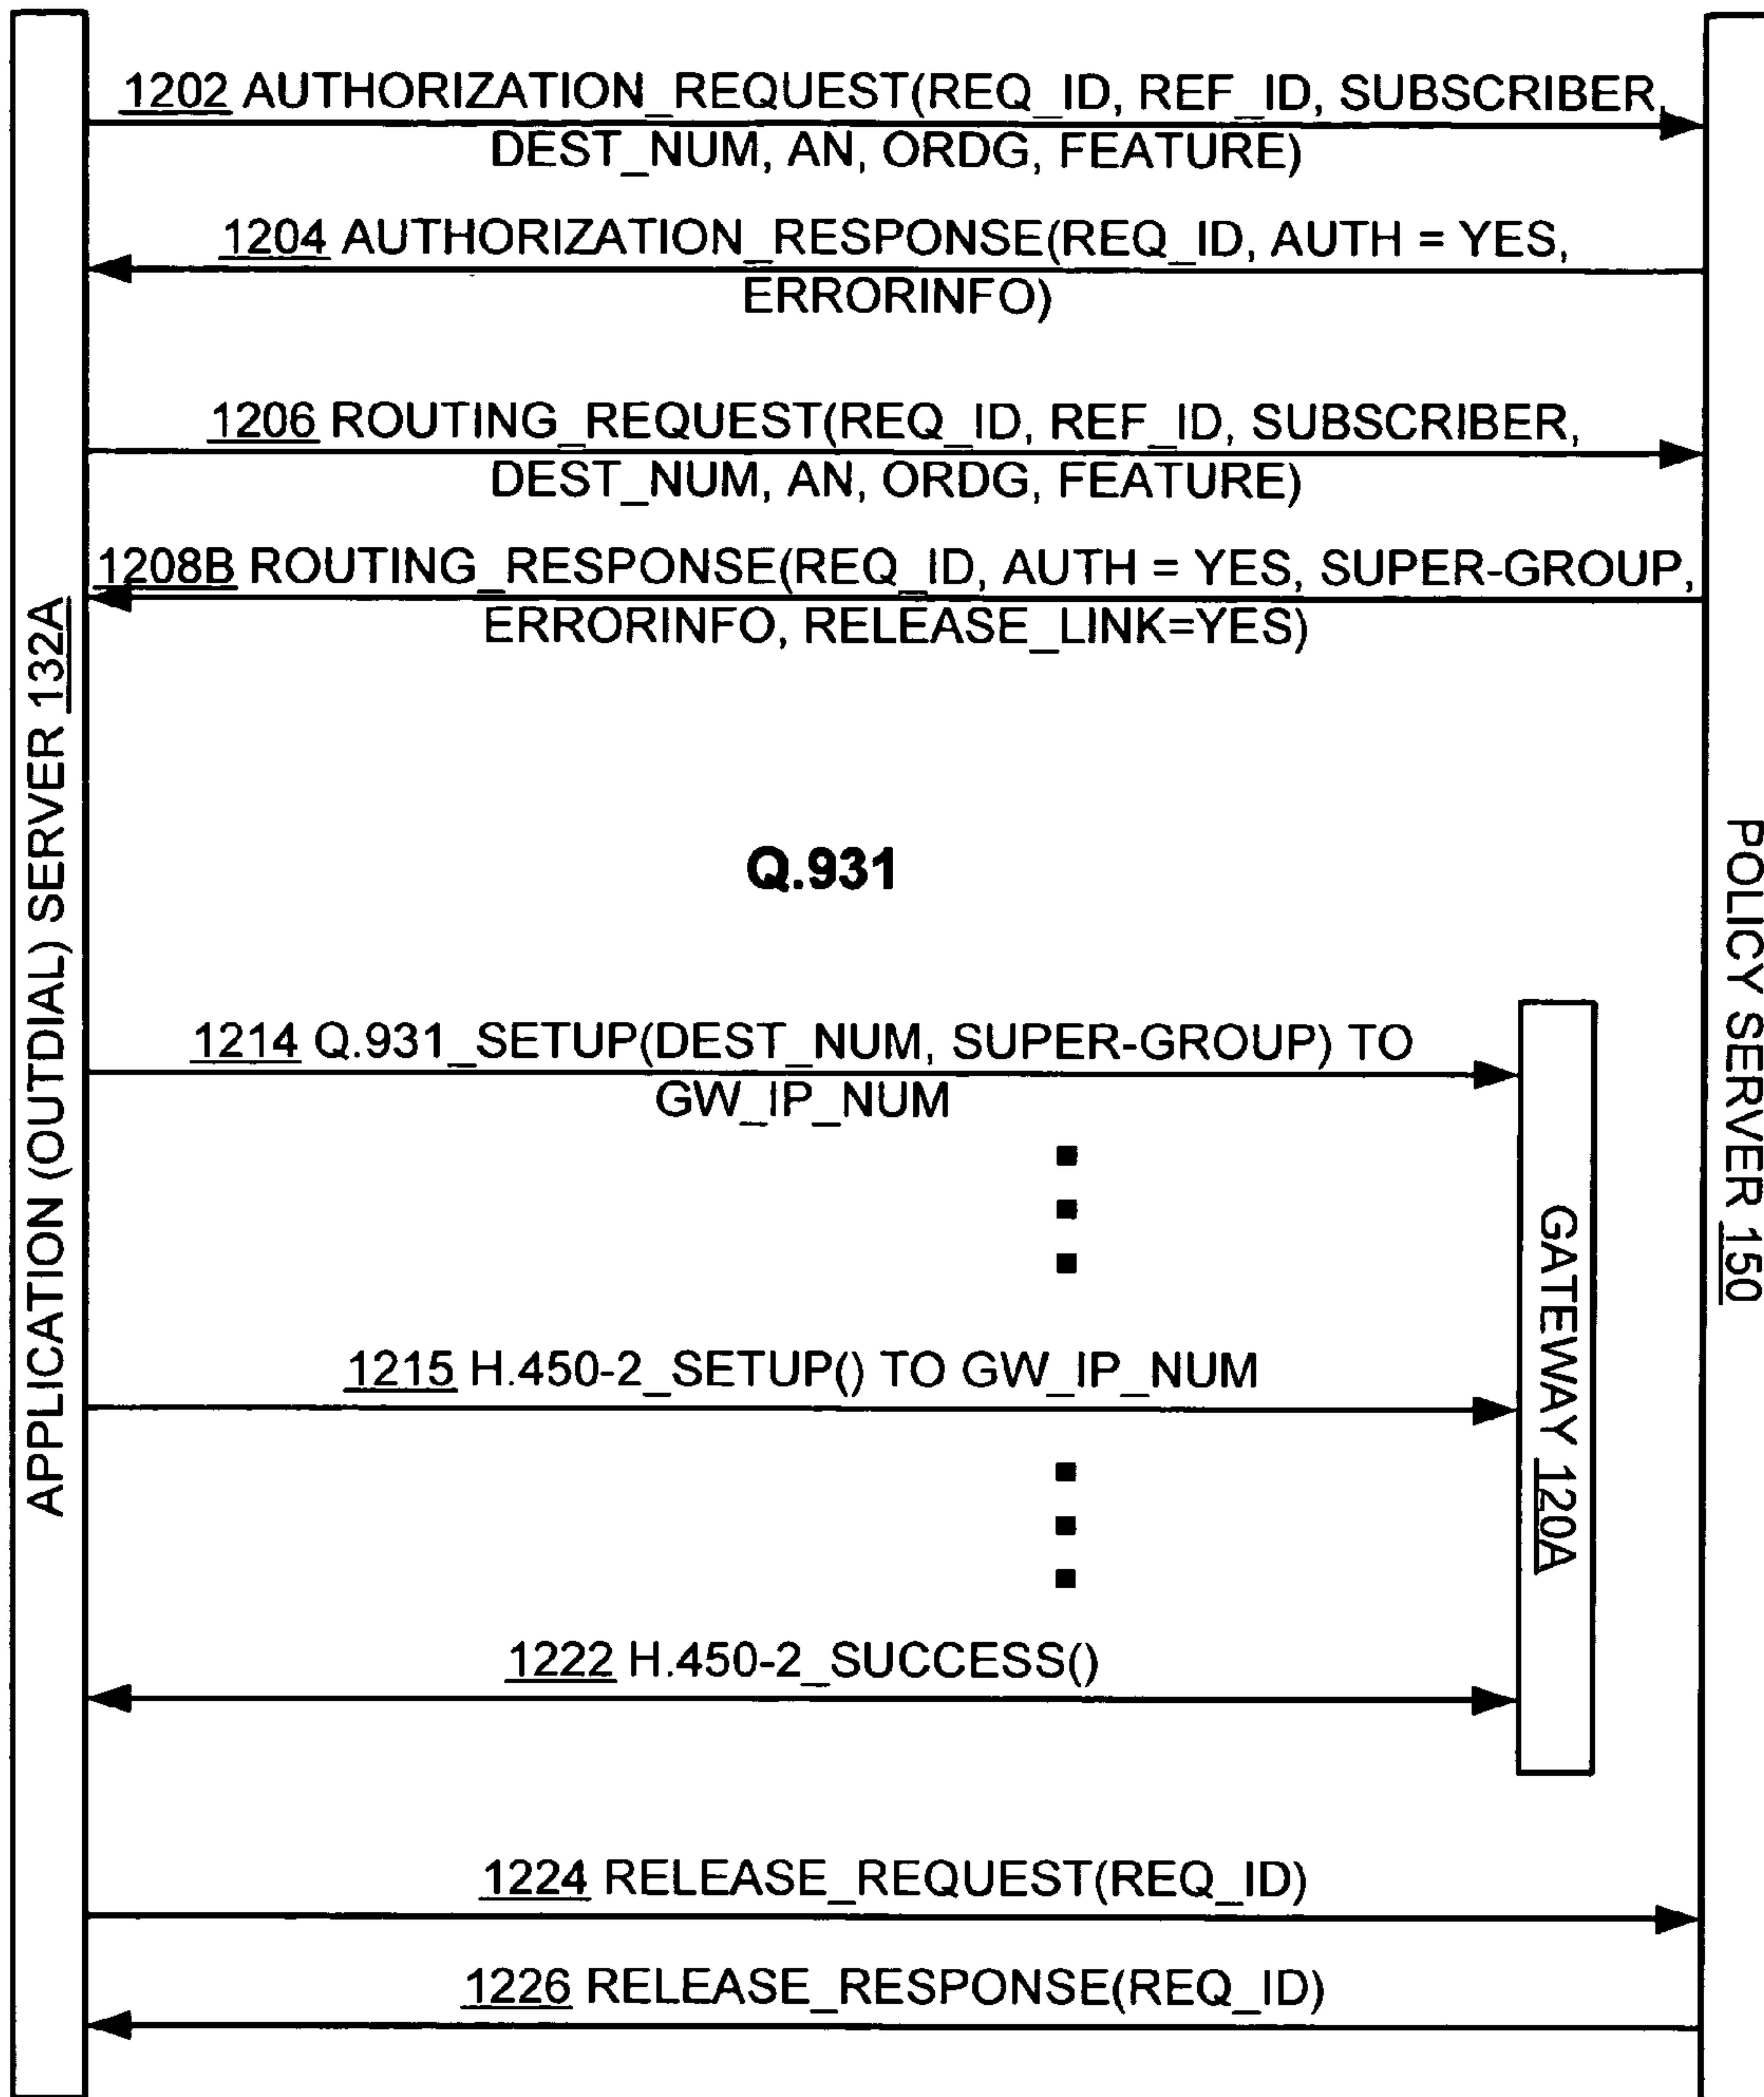 1202 AUTHORIZATION_REQUEST(REQ_ID, REF_ID, SUBSCRIBER,
DEST_NUM, AN, ORDG, FEATURE)
1204 AUTHORIZATION_RESPONSE(REQ_ID, AUTH = YES,
ERRORINFO)
1206 ROUTING_REQUEST(REQ_ID, REF_ID, SUBSCRIBER,
DEST_NUM, AN, ORDG, FEATURE)
1208B ROUTING_RESPONSE(REQ_ID, AUTH = YES, SUPER-GROUP,
ERRORINFO, RELEASE_LINK=YES)
APPLICATION (OUTDIAL) SERVER 132A
POLICY SERVER 150
Q.931
1214 Q.931_SETUP(DEST_NUM, SUPER-GROUP) TO
GW_IP_NUM
GATEWAY 120A
1215 H.450-2_SETUP() TO GW_IP_NUM
1222 H.450-2_SUCCESS()
1224 RELEASE_REQUEST(REQ_ID)
1226 RELEASE_RESPONSE(REQ_ID)